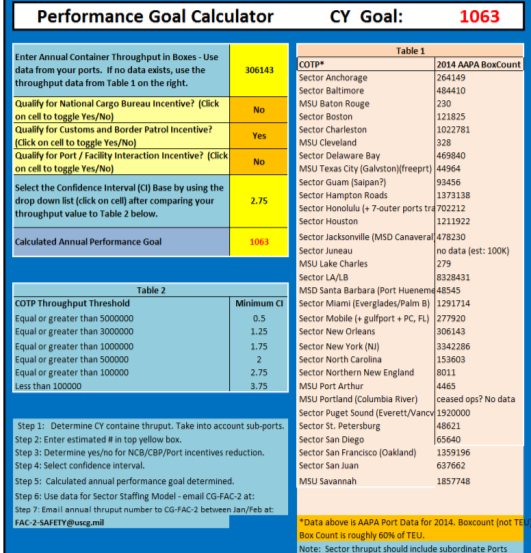 Performance Goal Calculator CY Goal: 1063
Enter Annual Container Throughput in Boxes - Use
data from your ports. If no data exists, use the
throughput data from Table 1 on the right.
306143
Qualify for National Cargo Bureau Incentive? (Click
on cell to toggle Yes/No)
No
Qualify for Customs and Border Patrol Incentive?
(Click on cell to toggle Yes/No)
Yes
Qualify for Port / Facility Interaction Incentive? (Click
on cell to toggle Yes/No)
No
Select the Confidence Interval (CI) Base by using the
drop down list (click on cell) after comparing your
throughput value to Table 2 below.
2.75
Calculated Annual Performance Goal 1063
Table 2
COTP Throughput Threshold Minimum CI
Equal or greater than 5000000 0.5
Equal or greater than 3000000 1.25
Equal or greater than 1000000 1.75
Equal or greater than 500000 2
Equal or greater than 100000 2.75
Less than 100000 3.75
Step 1: Determine CY containe thruput. Take into account sub-ports.
Step 2: Enter estimated # in top yellow box.
Step 3: Determine yes/no for NCB/CBP/Port incentives reduction.
Step 4: Select confidence interval.
Step 5: Calculated annual performance goal determined.
Step 6: Use data for Sector Staffing Model - email CG-FAC-2 at:
Step 7: Email annual thruput number to CG-FAC-2 between Jan/Feb at:
FAC-2-SAFETY@uscg.mil
Table 1
COTP* 2014 AAPA BoxCount
Sector Anchorage 264149
Sector Baltimore 484410
MSU Baton Rouge 230
Sector Boston 121825
Sector Charleston 1022781
MSU Cleveland 328
Sector Delaware Bay 469840
MSU Texas City (Galvston)(freeprt) 44964
Sector Guam (Saipan?) 93456
Sector Hampton Roads 1373138
Sector Honolulu (+ 7-outer ports tra 702212
Sector Houston 1211922
Sector Jacksonville (MSD Canaveral 478230
Sector Juneau no data (est: 100K)
MSU Lake Charles 279
Sector LA/LB 8328431
MSD Santa Barbara (Port Hueneme 48545
Sector Miami (Everglades/Palm B) 1291714
Sector Mobile (+ gulfport + PC, FL) 277920
Sector New Orleans 306143
Sector New York (NJ) 3342286
Sector North Carolina 153603
Sector Northern New England 8011
MSU Port Arthur 4465
MSU Portland (Columbia River) ceased ops? No data
Sector Puget Sound (Everett/Vancv 1920000
Sector St. Petersburg 48621
Sector San Diego 65640
Sector San Francisco (Oakland) 1359196
Sector San Juan 637662
MSU Savannah 1857748
*Data above is AAPA Port Data for 2014. Boxcount (not TEU
Box Count is roughly 60% of TEU.
Note: Sector thruput should include subordinate Ports